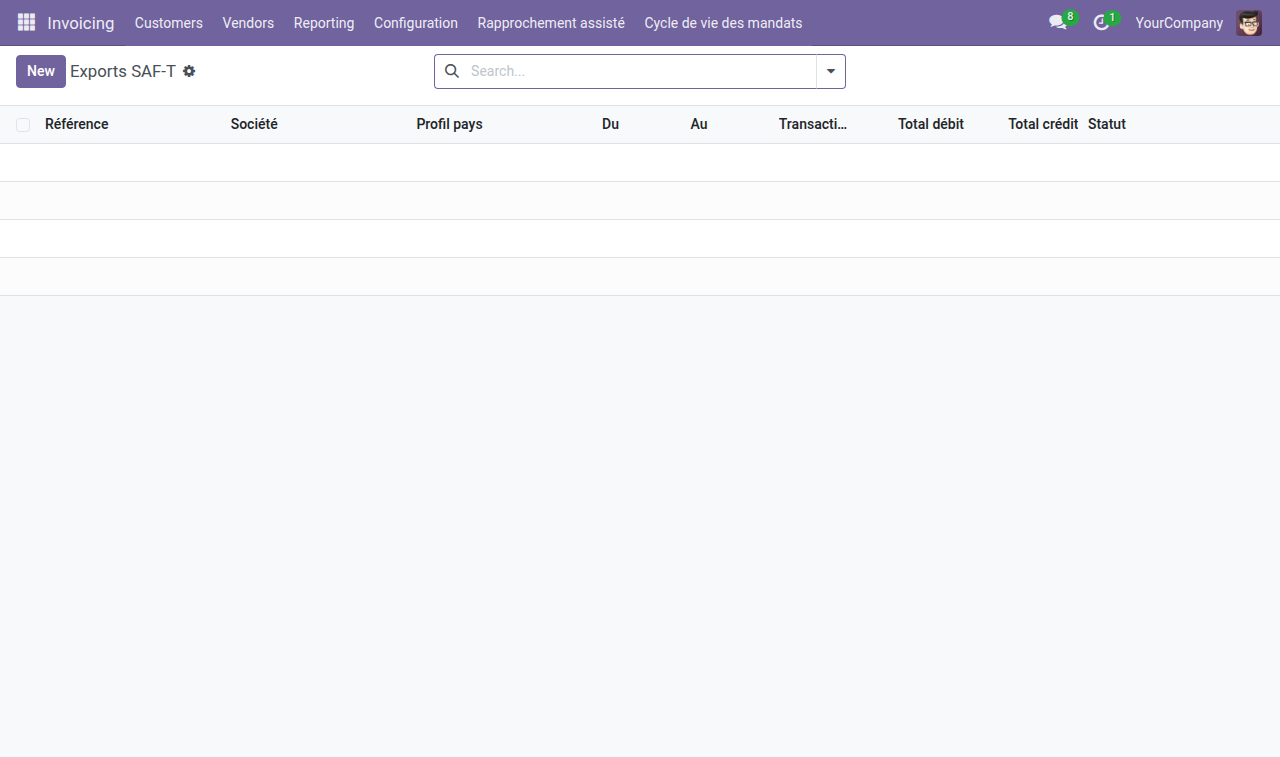 Invoicing Customers Vendors Reporting Configuration Rapprochement assisté Cycle de vie des mandats 8 1 YourCompany
New Exports SAF-T Search...
Référence Société Profil pays Du Au Transacti... Total débit Total crédit Statut